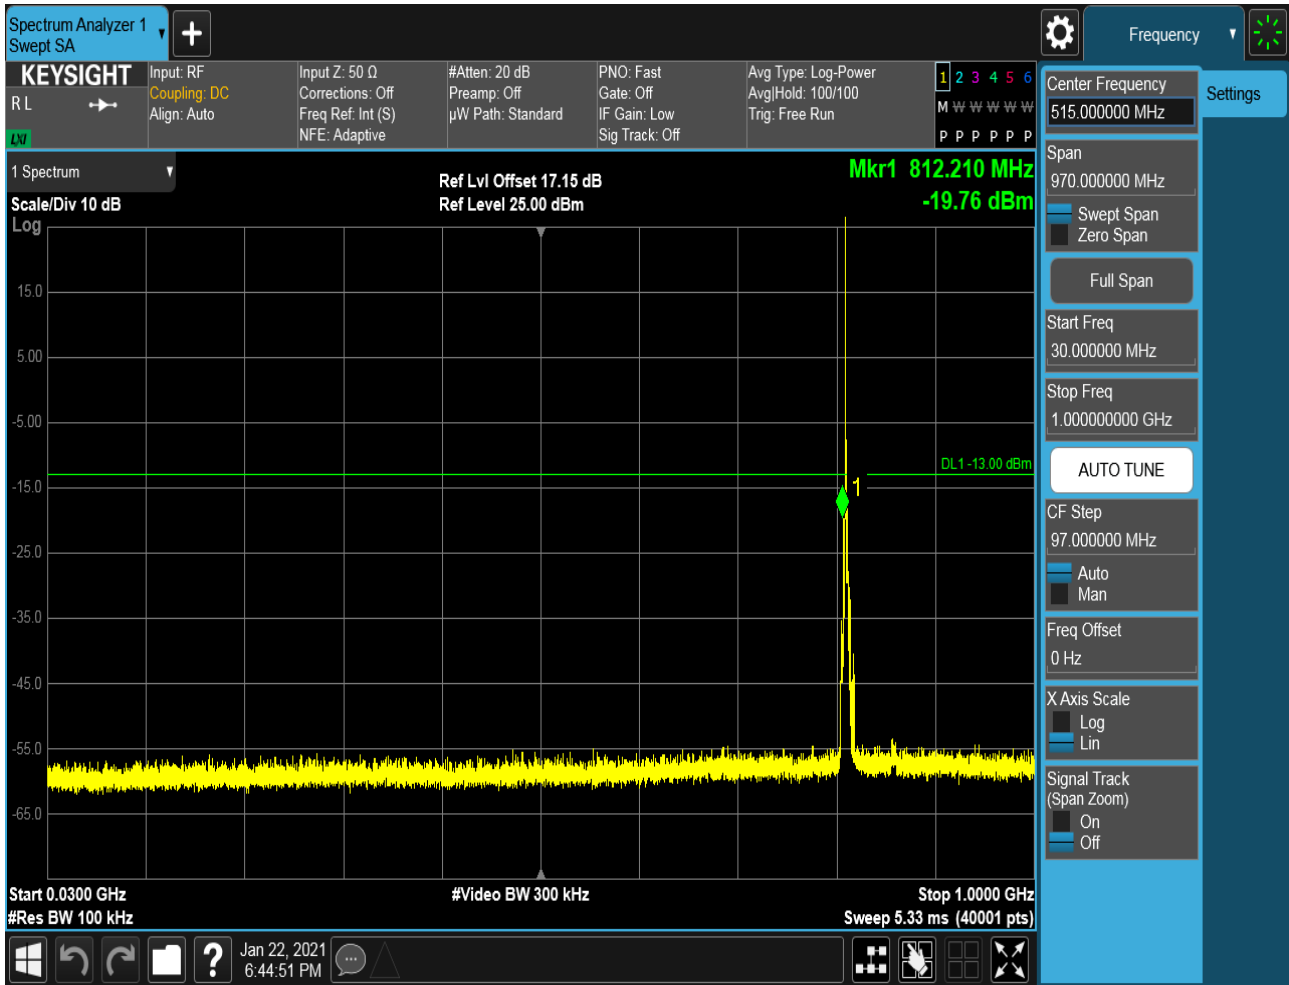 Spectrum Analyzer 1
Swept SA
+
Frequency
KEYSIGHT
R L
LXI
Input: RF
Coupling: DC
Align: Auto
Input Z: 50 Ω
Corrections: Off
Freq Ref: Int (S)
NFE: Adaptive
#Atten: 20 dB
Preamp: Off
µW Path: Standard
PNO: Fast
Gate: Off
IF Gain: Low
Sig Track: Off
Avg Type: Log-Power
Avg|Hold: 100/100
Trig: Free Run
1 2 3 4 5 6
M W W W W W
P P P P P P
1 Spectrum
Scale/Div 10 dB
Log
Ref Lvl Offset 17.15 dB
Ref Level 25.00 dBm
Mkr1 812.210 MHz
-19.76 dBm
15.0
5.00
-5.00
-15.0
-25.0
-35.0
-45.0
-55.0
-65.0
DL1 -13.00 dBm
1
Start 0.0300 GHz
#Res BW 100 kHz
#Video BW 300 kHz
Stop 1.0000 GHz
Sweep 5.33 ms (40001 pts)
Center Frequency
515.000000 MHz
Settings
Span
970.000000 MHz
Swept Span
Zero Span
Full Span
Start Freq
30.000000 MHz
Stop Freq
1.000000000 GHz
AUTO TUNE
CF Step
97.000000 MHz
Auto
Man
Freq Offset
0 Hz
X Axis Scale
Log
Lin
Signal Track
(Span Zoom)
On
Off
?
Jan 22, 2021
6:44:51 PM